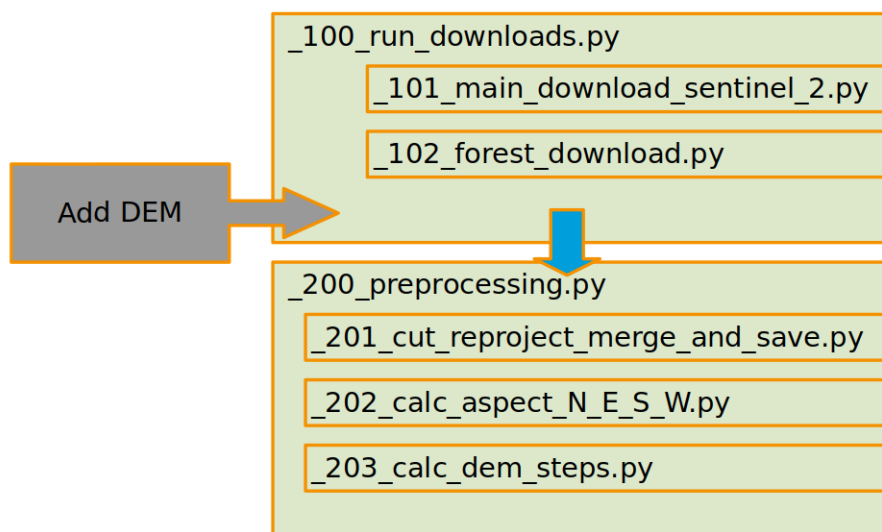 _100_run_downloads.py
_101_main_download_sentinel_2.py
_102_forest_download.py
Add DEM
_200_preprocessing.py
_201_cut_reproject_merge_and_save.py
_202_calc_aspect_N_E_S_W.py
_203_calc_dem_steps.py